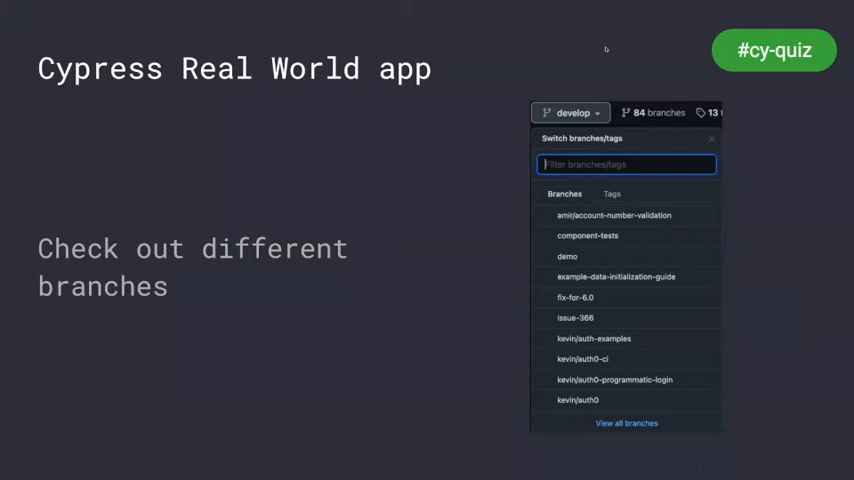 Cypress Real World app
#cy-quiz
Check out different
branches
develop
84 branches
13
Switch branches/tags
Filter branches/tags
Branches
Tags
amir/account-number-validation
component-tests
demo
example-data-initialization-guide
fix-for-6.0
issue-366
kevin/auth-examples
kevin/auth0-ci
kevin/auth0-programmatic-login
kevin/auth0
View all branches